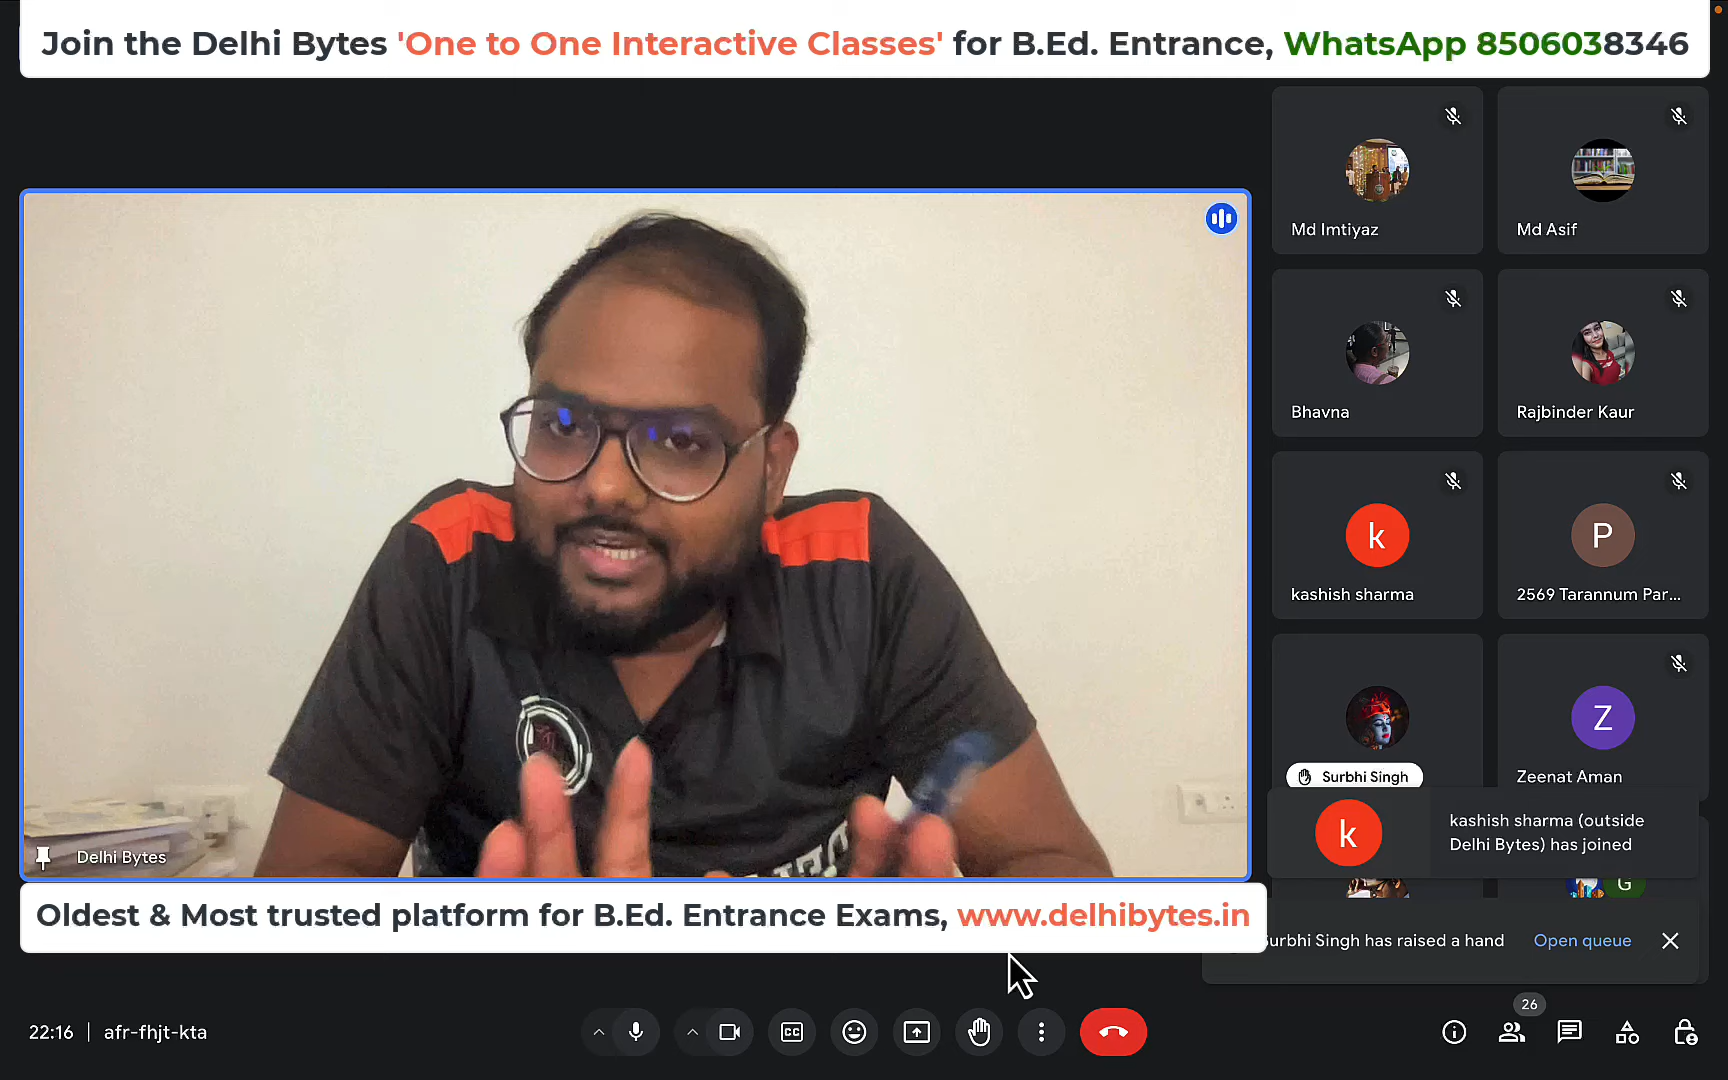 Join the Delhi Bytes 'One to One Interactive Classes' for B.Ed. Entrance, WhatsApp 8506038346
Md Imtiyaz
Md Asif
Bhavna
Rajbinder Kaur
k
kashish sharma
P
2569 Tarannum Par...
Surbhi Singh
Z
Zeenat Aman
k
kashish sharma (outside
Delhi Bytes) has joined
G
Delhi Bytes
Oldest & Most trusted platform for B.Ed. Entrance Exams, www.delhibytes.in
Surbhi Singh has raised a hand
Open queue
26
22:16 | afr-fhjt-kta
CC